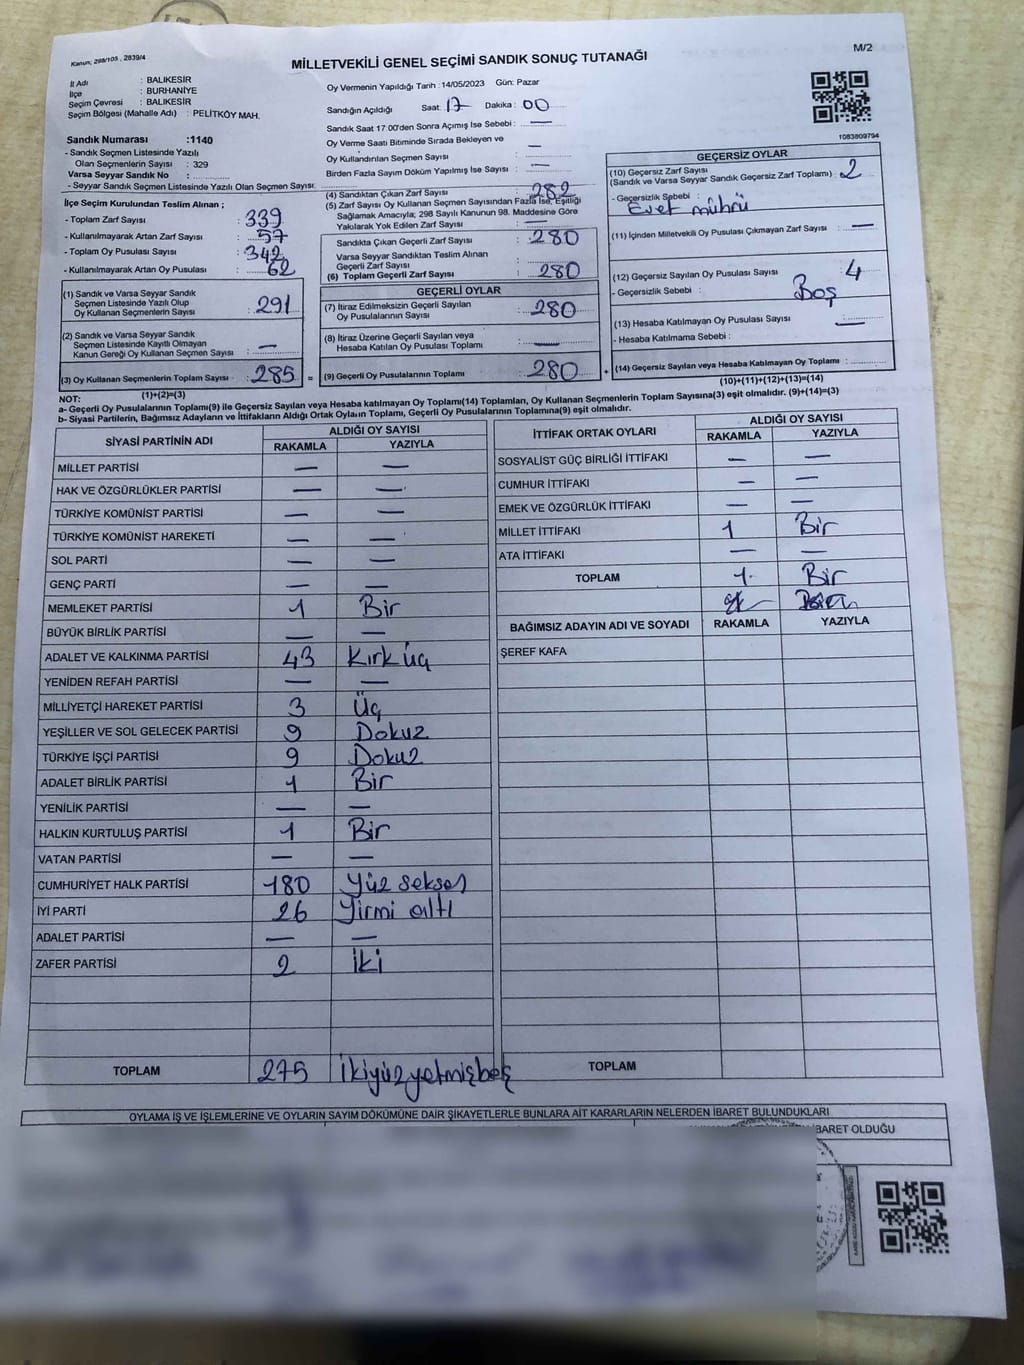 M/2
Kanun; 298/105 , 2839/4
MİLLETVEKİLİ GENEL SEÇİMİ SANDIK SONUÇ TUTANAĞI
İl Adı : BALIKESİR
İlçe : BURHANİYE
Seçim Çevresi : BALIKESİR
Seçim Bölgesi (Mahalle Adı) : PELİTKÖY MAH.
Sandık Numarası :1140
- Sandık Seçmen Listesinde Yazılı
Olan Seçmenlerin Sayısı : 329
Varsa Seyyar Sandık No :
- Seyyar Sandık Seçmen Listesinde Yazılı Olan Seçmen Sayısı:
İlçe Seçim Kurulundan Teslim Alınan ;
- Toplam Zarf Sayısı : 339
- Kullanılmayarak Artan Zarf Sayısı : 57
- Toplam Oy Pusulası Sayısı : 342
- Kullanılmayarak Artan Oy Pusulası : 62
(1) Sandık ve Varsa Seyyar Sandık
Seçmen Listesinde Yazılı Olup
Oy Kullanan Seçmenlerin Sayısı : 291
(2) Sandık ve Varsa Seyyar Sandık
Seçmen Listesinde Kayıtlı Olmayan
Kanun Gereği Oy Kullanan Seçmen Sayısı : —
(3) Oy Kullanan Seçmenlerin Toplam Sayısı : 285 =
(1)+(2)=(3)
Oy Vermenin Yapıldığı Tarih :14/05/2023 Gün: Pazar
Sandığın Açıldığı Saat: 17 Dakika : 00
Sandık Saat 17:00'den Sonra Açımış İse Sebebi : —
Oy Verme Saati Bitiminde Sırada Bekleyen ve
Oy Kullandırılan Seçmen Sayısı : —
Birden Fazla Sayım Döküm Yapılmış İse Sayısı : —
(4) Sandıktan Çıkan Zarf Sayısı : 282
(5) Zarf Sayısı Oy Kullanan Seçmen Sayısından Fazla İse, Eşitliği
Sağlamak Amacıyla; 298 Sayılı Kanunun 98. Maddesine Göre
Yakılarak Yok Edilen Zarf Sayısı : —
Sandıkta Çıkan Geçerli Zarf Sayısı : 280
Varsa Seyyar Sandıktan Teslim Alınan
Geçerli Zarf Sayısı :
(6) Toplam Geçerli Zarf Sayısı : 280
GEÇERLİ OYLAR
(7) İtiraz Edilmeksizin Geçerli Sayılan
Oy Pusulalarının Sayısı : 280
(8) İtiraz Üzerine Geçerli Sayılan veya
Hesaba Katılan Oy Pusulası Toplamı : —
(9) Geçerli Oy Pusulalarının Toplamı : 280 +
1083809794
GEÇERSİZ OYLAR
(10) Geçersiz Zarf Sayısı
(Sandık ve Varsa Seyyar Sandık Geçersiz Zarf Toplamı) : 2
- Geçersizlik Sebebi :
Evet mührü
(11) İçinden Milletvekili Oy Pusulası Çıkmayan Zarf Sayısı : —
(12) Geçersiz Sayılan Oy Pusulası Sayısı : 4
- Geçersizlik Sebebi : Boş
(13) Hesaba Katılmayan Oy Pusulası Sayısı : —
- Hesaba Katılmama Sebebi :
(14) Geçersiz Sayılan veya Hesaba Katılmayan Oy Toplamı :
(10)+(11)+(12)+(13)=(14)
NOT:
a- Geçerli Oy Pusulalarının Toplamı(9) ile Geçersiz Sayılan veya Hesaba Katılmayan Oy Toplamı(14) Toplamları, Oy Kullanan Seçmenlerin Toplam Sayısına(3) eşit olmalıdır. (9)+(14)=(3)
b- Siyasi Partilerin, Bağımsız Adayların ve İttifakların Aldığı Ortak Oyların Toplamı, Geçerli Oy Pusulalarının Toplamına(9) eşit olmalıdır.
SİYASİ PARTİNİN ADI ALDIĞI OY SAYISI
RAKAMLA YAZIYLA
MİLLET PARTİSİ — —
HAK VE ÖZGÜRLÜKLER PARTİSİ — —
TÜRKİYE KOMÜNİST PARTİSİ — —
TÜRKİYE KOMÜNİST HAREKETİ — —
SOL PARTİ — —
GENÇ PARTİ — —
MEMLEKET PARTİSİ 1 Bir
BÜYÜK BİRLİK PARTİSİ — —
ADALET VE KALKINMA PARTİSİ 43 Kırk üç
YENİDEN REFAH PARTİSİ — —
MİLLİYETÇİ HAREKET PARTİSİ 3 Üç
YEŞİLLER VE SOL GELECEK PARTİSİ 9 Dokuz
TÜRKİYE İŞÇİ PARTİSİ 9 Dokuz
ADALET BİRLİK PARTİSİ 1 Bir
YENİLİK PARTİSİ — —
HALKIN KURTULUŞ PARTİSİ 1 Bir
VATAN PARTİSİ — —
CUMHURİYET HALK PARTİSİ 180 Yüz seksen
İYİ PARTİ 26 Yirmi altı
ADALET PARTİSİ — —
ZAFER PARTİSİ 2 İki
TOPLAM 275 İkiyüzyetmişbeş
İTTİFAK ORTAK OYLARI ALDIĞI OY SAYISI
RAKAMLA YAZIYLA
SOSYALİST GÜÇ BİRLİĞİ İTTİFAKI — —
CUMHUR İTTİFAKI — —
EMEK VE ÖZGÜRLÜK İTTİFAKI — —
MİLLET İTTİFAKI 1 Bir
ATA İTTİFAKI — —
TOPLAM 1 Bir
BAĞIMSIZ ADAYIN ADI VE SOYADI RAKAMLA YAZIYLA
ŞEREF KAFA
TOPLAM
OYLAMA İŞ VE İŞLEMLERİNE VE OYLARIN SAYIM DÖKÜMÜNE DAİR ŞİKAYETLERLE BUNLARA AİT KARARLARIN NELERDEN İBARET BULUNDUKLARI
İBARET OLDUĞU